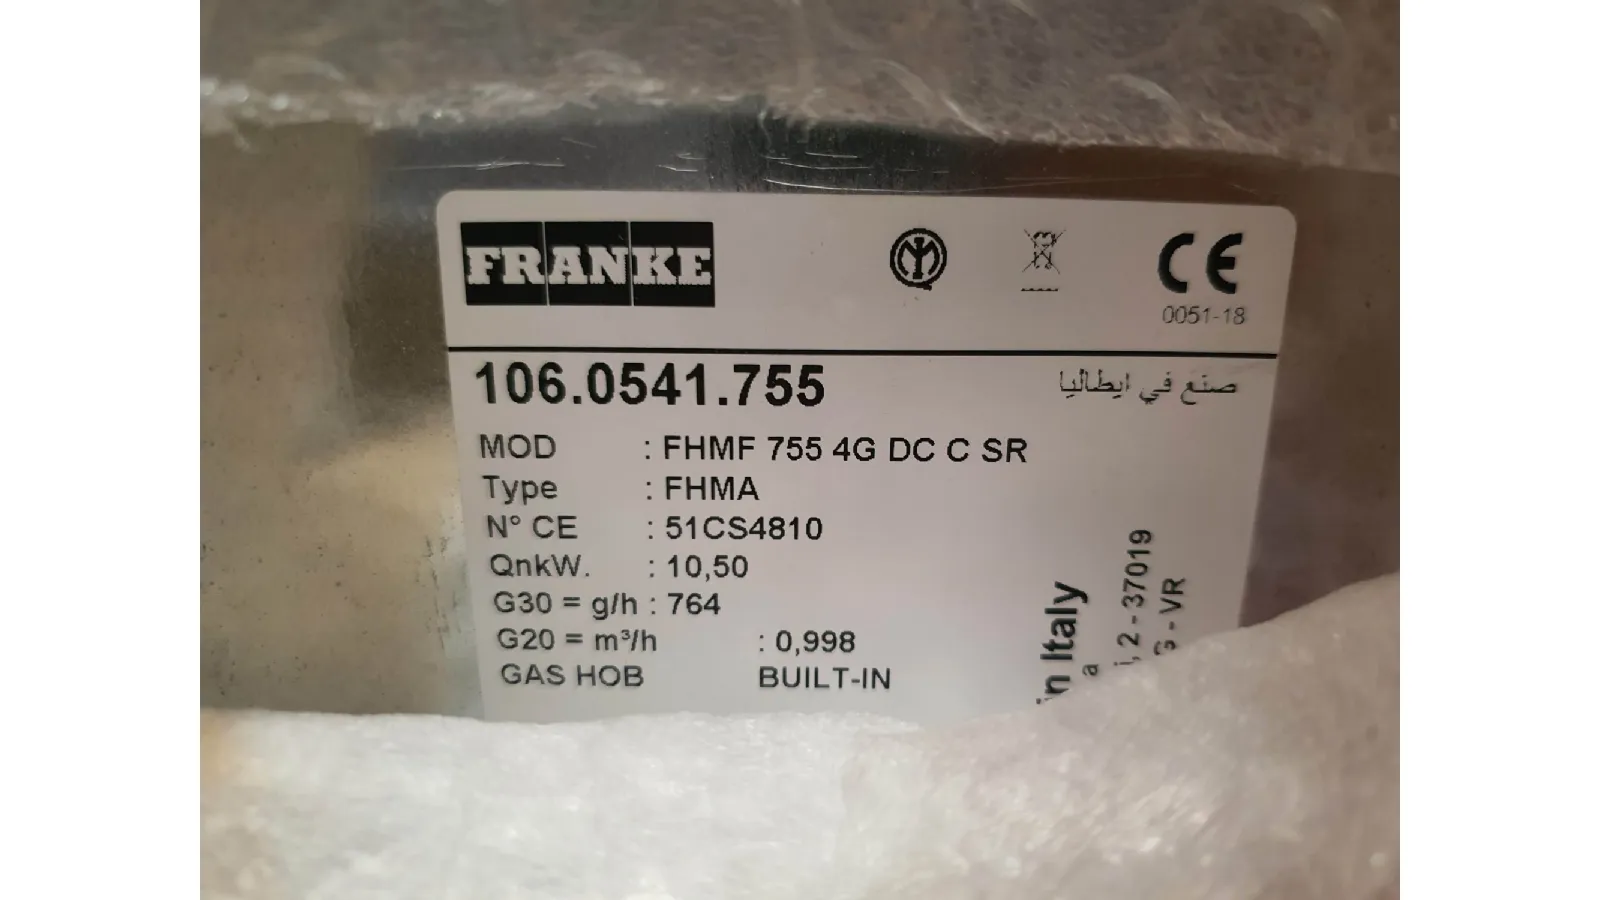 FRANKE
CE
0051-18
106.0541.755
صنع في ايطاليا
MOD : FHMF 755 4G DC C SR
Type : FHMA
N° CE : 51CS4810
QnkW. : 10,50
G30 = g/h : 764
G20 = m³/h : 0,998
GAS HOB BUILT-IN
in Italy
a
, 2 - 37019
- VR